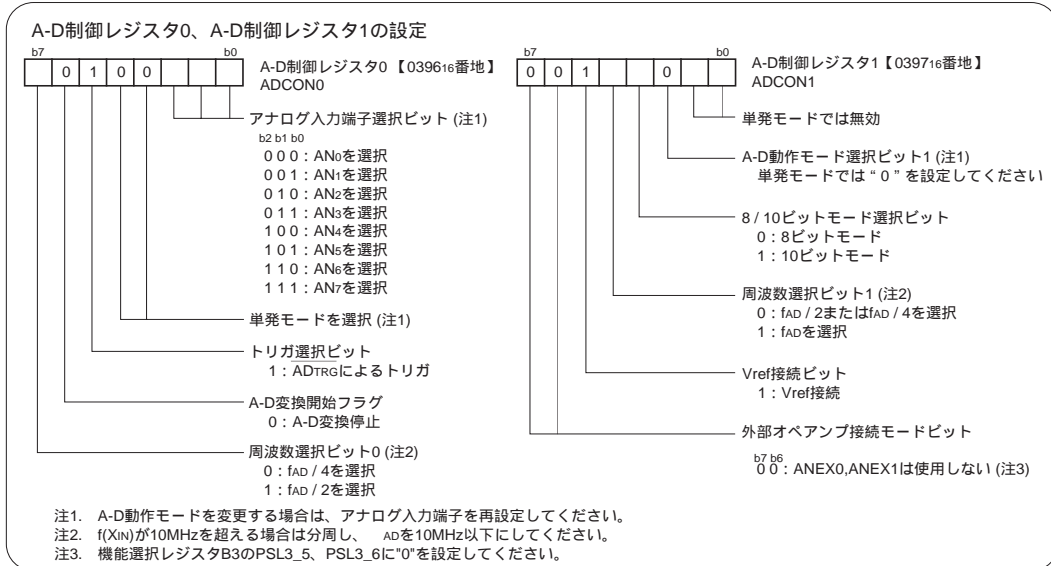 A-D制御レジスタ0、A-D制御レジスタ1の設定
b7 b0
0 1 0 0
A-D制御レジスタ0 【039616番地】
ADCON0
アナログ入力端子選択ビット (注1)
b2 b1 b0
0 0 0 : AN0を選択
0 0 1 : AN1を選択
0 1 0 : AN2を選択
0 1 1 : AN3を選択
1 0 0 : AN4を選択
1 0 1 : AN5を選択
1 1 0 : AN6を選択
1 1 1 : AN7を選択
単発モードを選択 (注1)
トリガ選択ビット
1 : ADTRGによるトリガ
A-D変換開始フラグ
0 : A-D変換停止
周波数選択ビット0 (注2)
0 : fAD / 4を選択
1 : fAD / 2を選択
b7 b0
0 0 1 0
A-D制御レジスタ1 【039716番地】
ADCON1
単発モードでは無効
A-D動作モード選択ビット1 (注1)
単発モードでは “ 0 ” を設定してください
8 / 10ビットモード選択ビット
0 : 8ビットモード
1 : 10ビットモード
周波数選択ビット1 (注2)
0 : fAD / 2またはfAD / 4を選択
1 : fADを選択
Vref接続ビット
1 : Vref接続
外部オペアンプ接続モードビット
b7 b6
0 0 : ANEX0,ANEX1は使用しない (注3)
注1. A-D動作モードを変更する場合は、アナログ入力端子を再設定してください。
注2. f(XIN)が10MHzを超える場合は分周し、 ADを10MHz以下にしてください。
注3. 機能選択レジスタB3のPSL3_5、PSL3_6に"0"を設定してください。